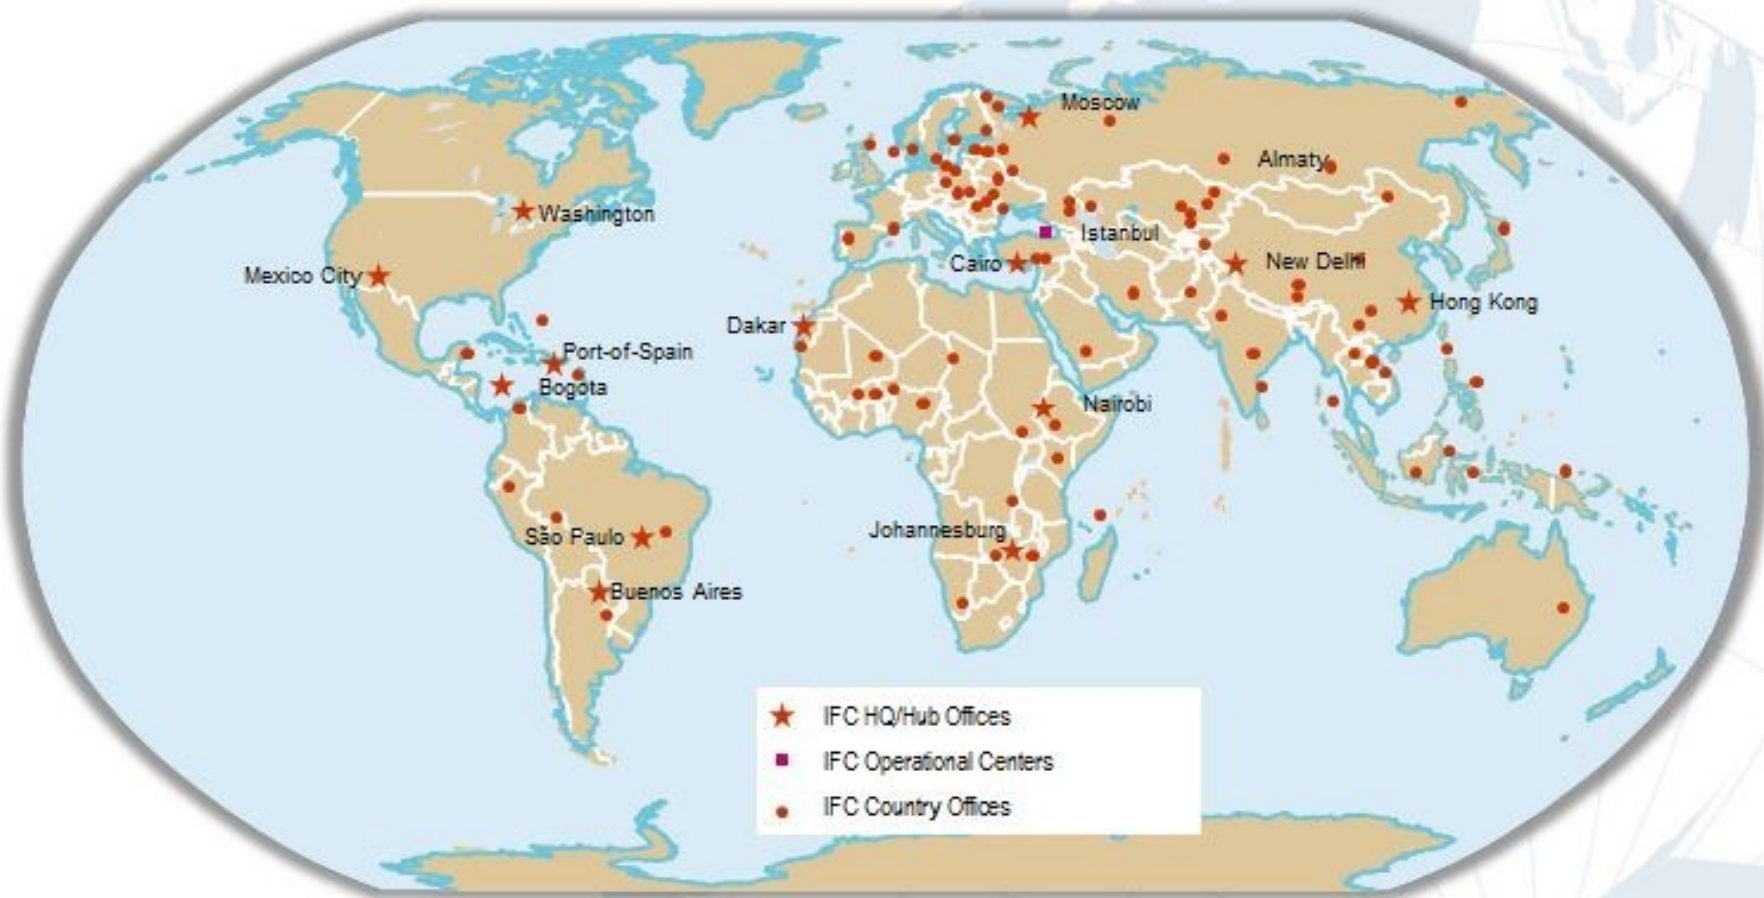 Moscow
Almaty
Washington
Istanbul
Cairo
New Delhi
Mexico City
Hong Kong
Dakar
Port-of-Spain
Bogota
Nairobi
Johannesburg
São Paulo
Buenos Aires
IFC HQ/Hub Offices
IFC Operational Centers
IFC Country Offices